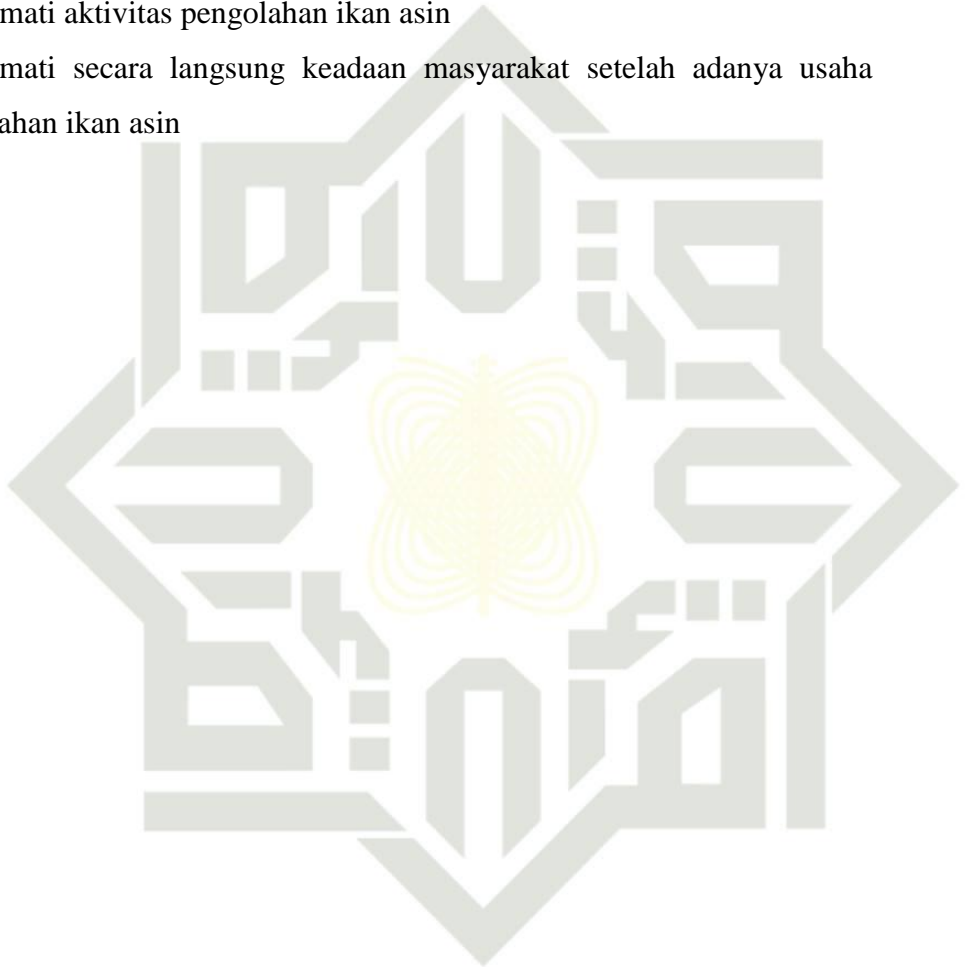 mati aktivitas pengolahan ikan asin
mati secara langsung keadaan masyarakat setelah adanya usaha
ahan ikan asin